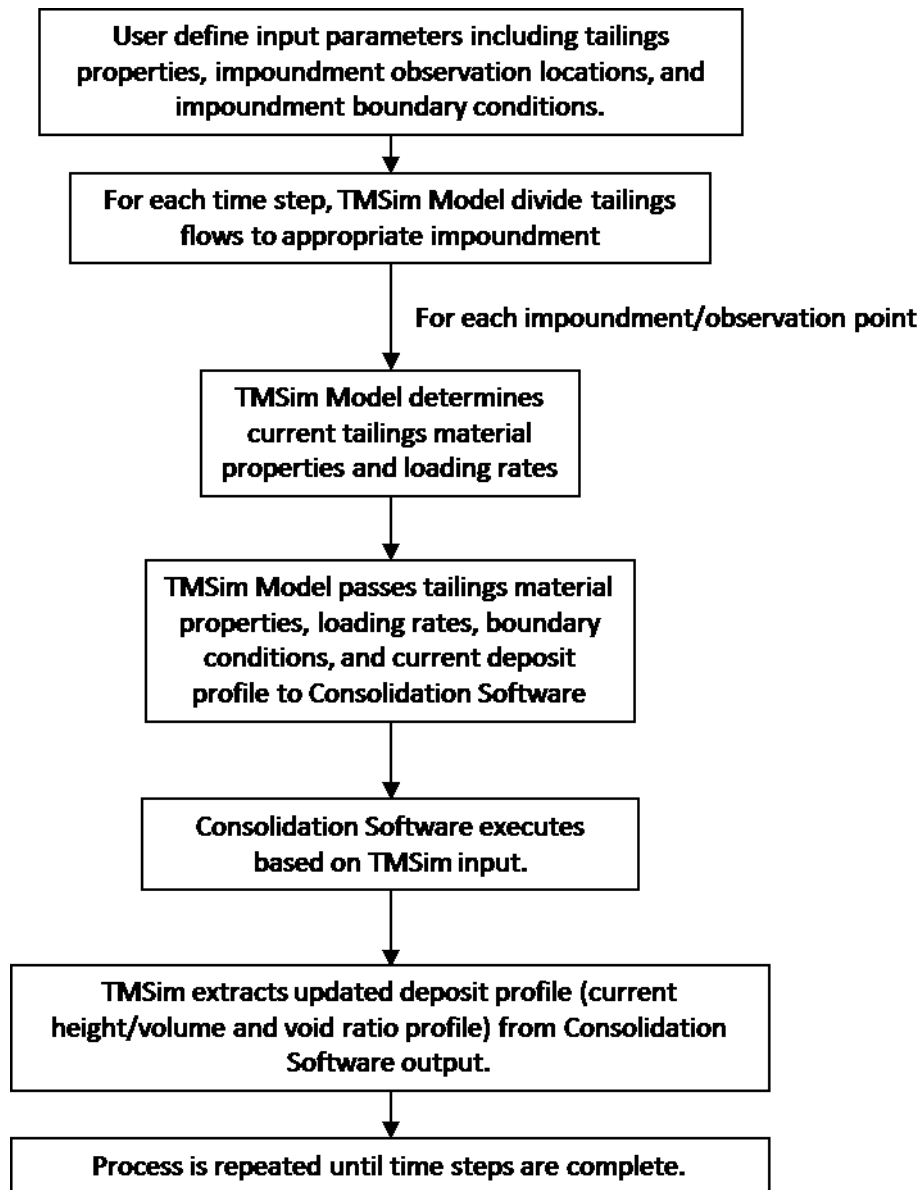 User define input parameters including tailings
properties, impoundment observation locations, and
impoundment boundary conditions.
For each time step, TMSim Model divide tailings
flows to appropriate impoundment
For each impoundment/observation point
TMSim Model determines
current tailings material
properties and loading rates
TMSim Model passes tailings material
properties, loading rates, boundary
conditions, and current deposit
profile to Consolidation Software
Consolidation Software executes
based on TMSim input.
TMSim extracts updated deposit profile (current
height/volume and void ratio profile) from Consolidation
Software output.
Process is repeated until time steps are complete.